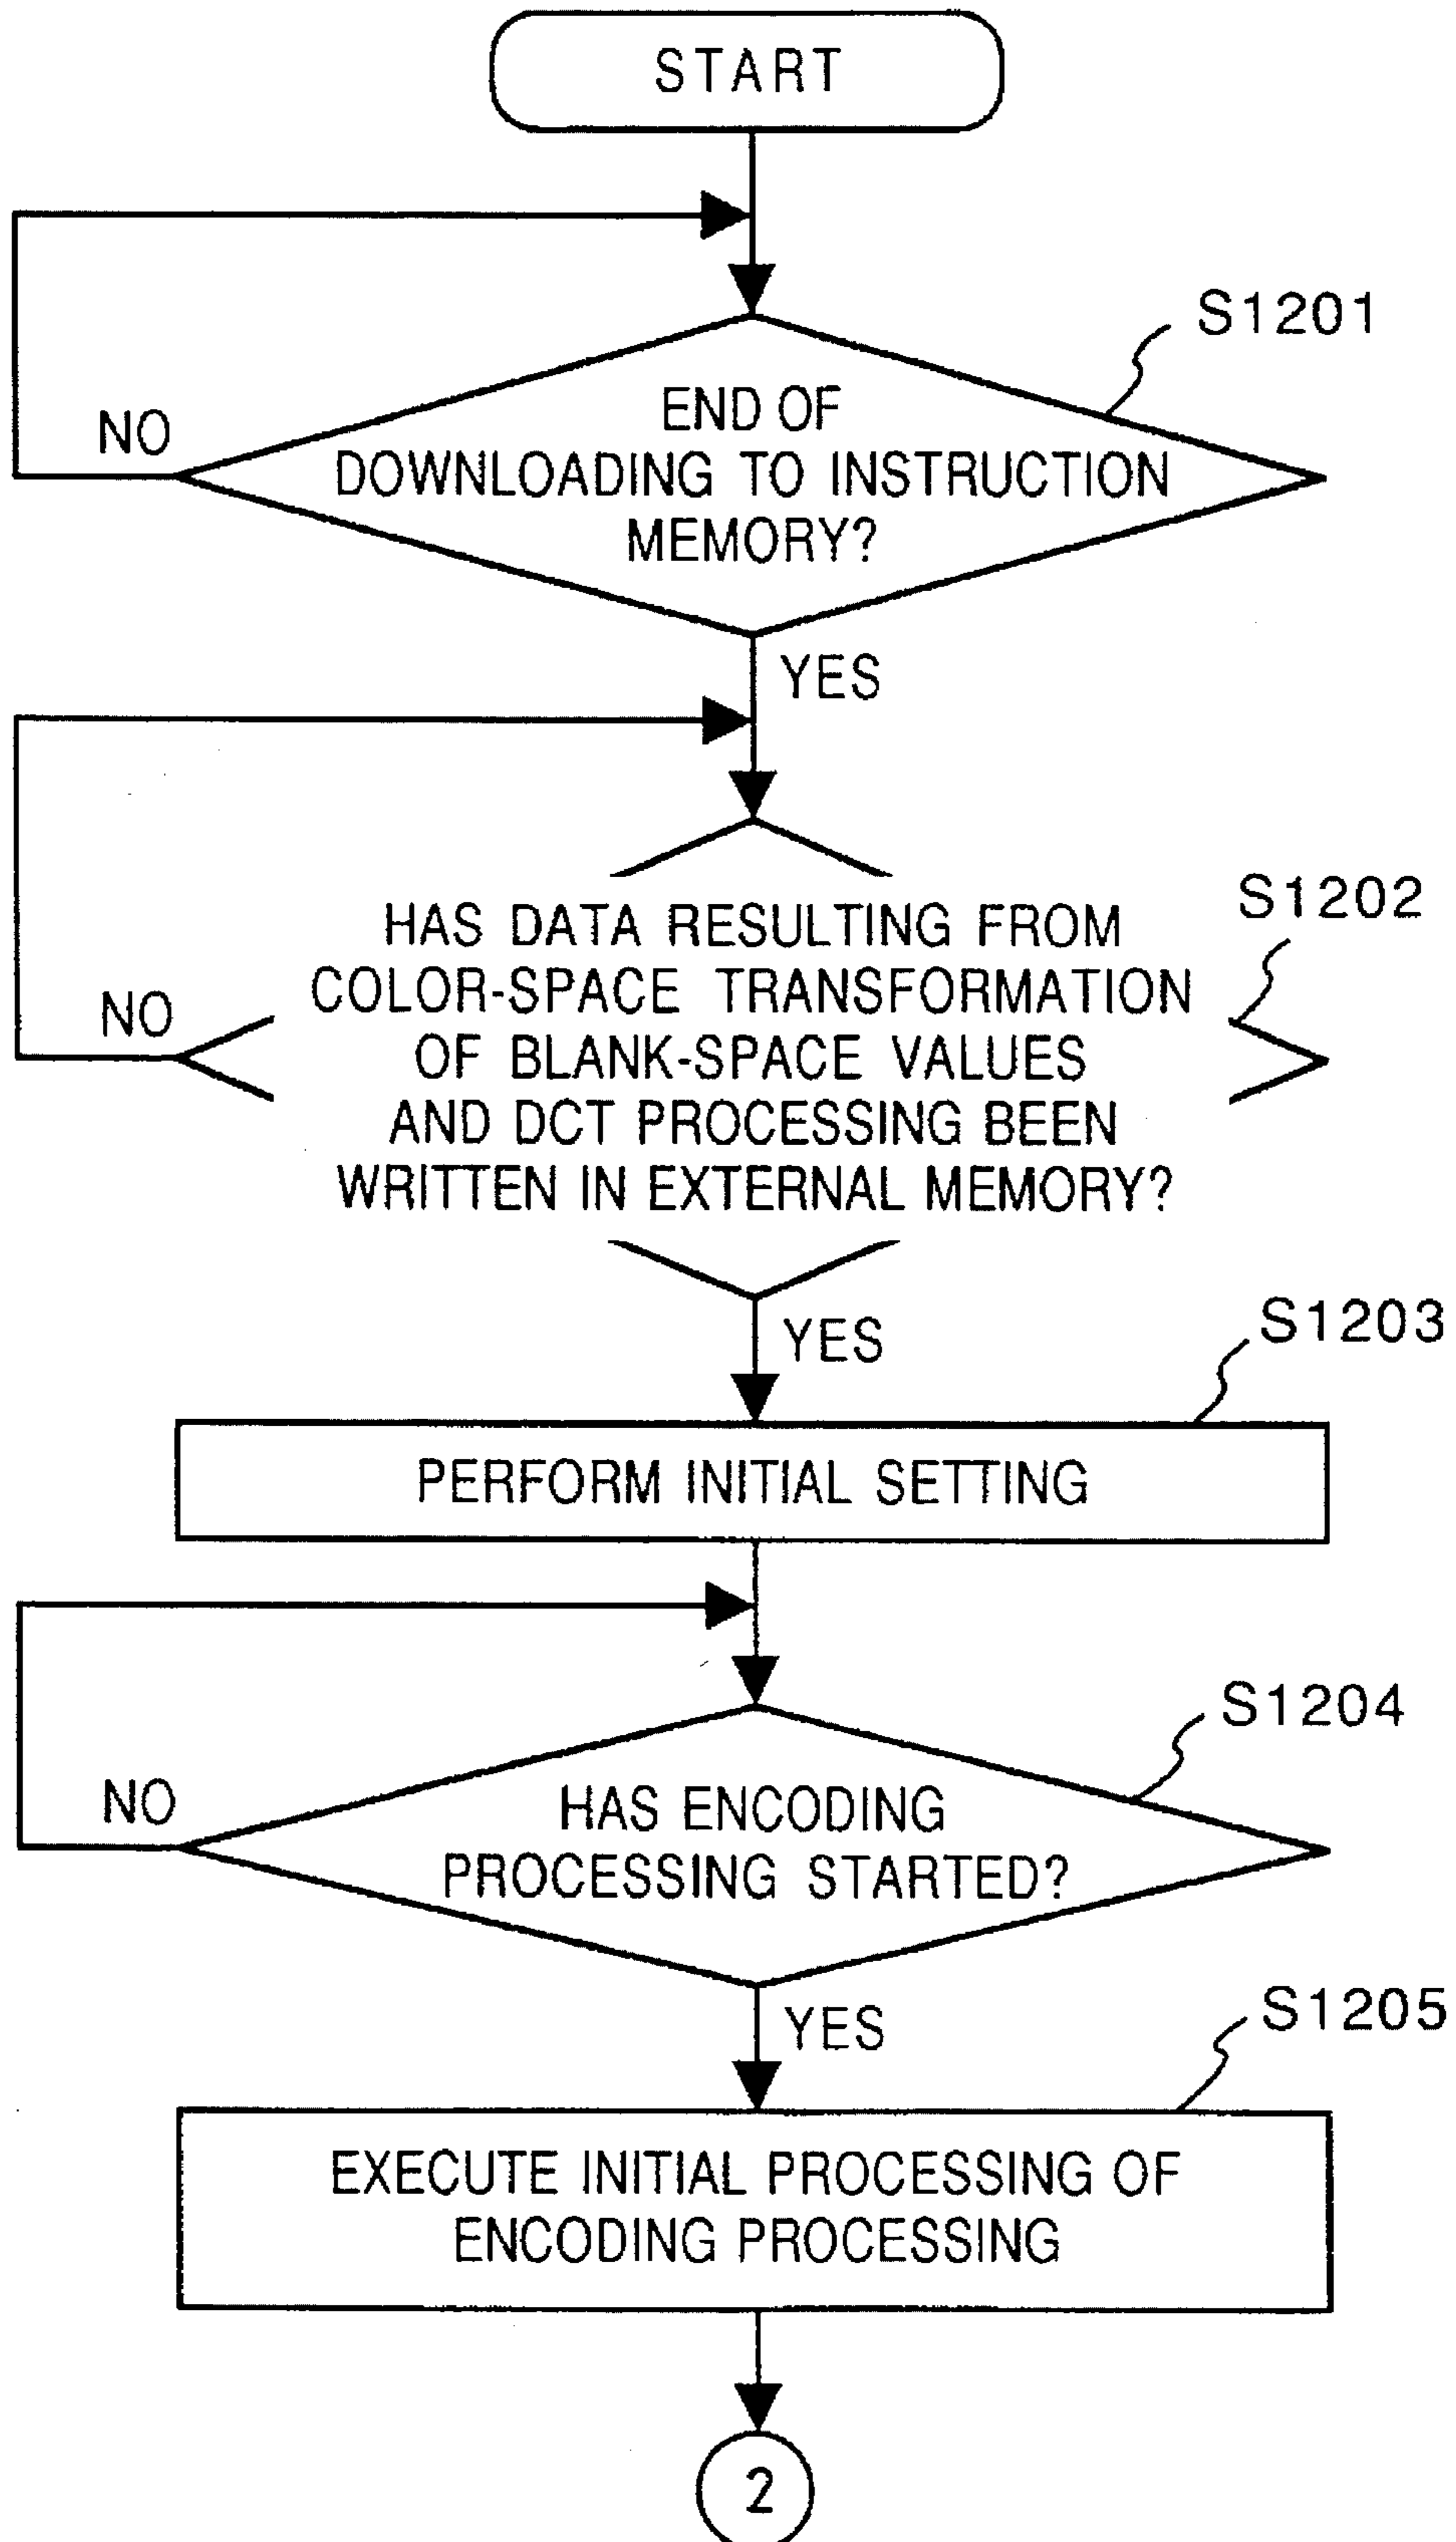 START
S1201
END OF
DOWNLOADING TO INSTRUCTION
MEMORY?
NO
YES
S1202
HAS DATA RESULTING FROM
COLOR-SPACE TRANSFORMATION
OF BLANK-SPACE VALUES
AND DCT PROCESSING BEEN
WRITTEN IN EXTERNAL MEMORY?
NO
YES
S1203
PERFORM INITIAL SETTING
S1204
HAS ENCODING
PROCESSING STARTED?
NO
YES
S1205
EXECUTE INITIAL PROCESSING OF
ENCODING PROCESSING
2